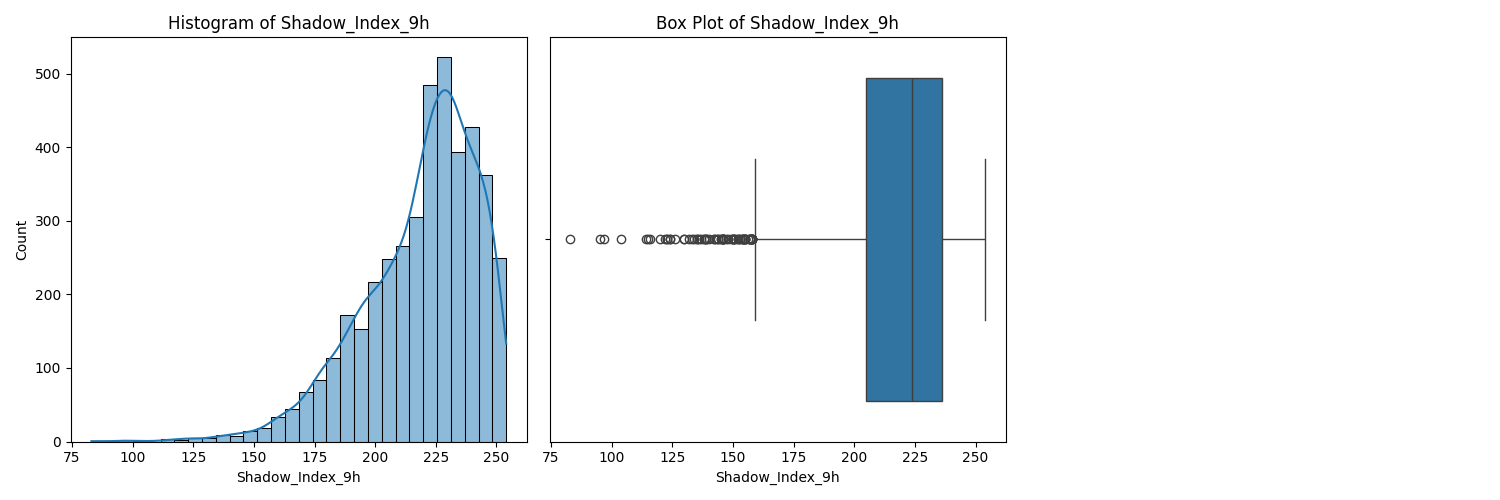 Histogram of Shadow_Index_9h
500
400
300
200
100
0
Count
75 100 125 150 175 200 225 250
Shadow_Index_9h
Box Plot of Shadow_Index_9h
75 100 125 150 175 200 225 250
Shadow_Index_9h